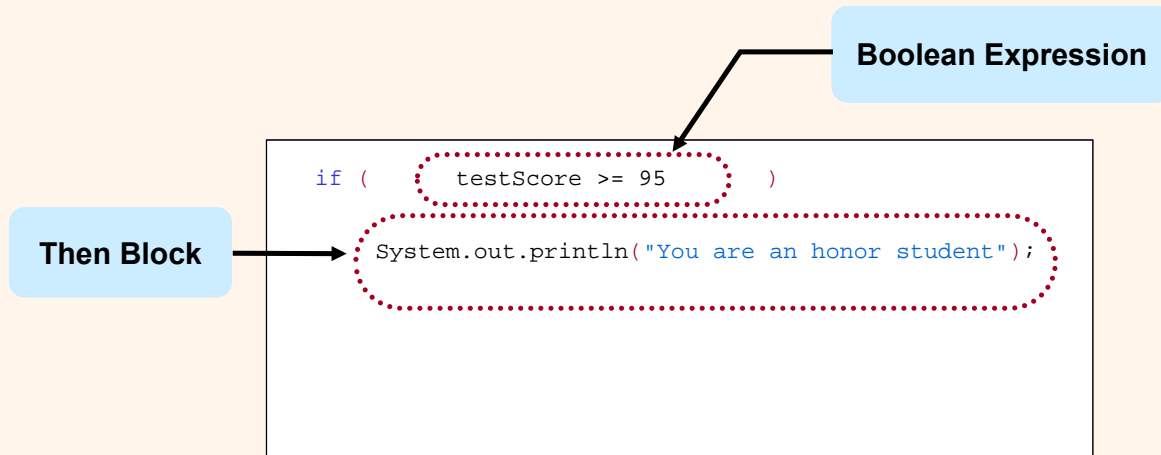 Boolean Expression
if ( testScore >= 95 )
Then Block
System.out.println("You are an honor student");